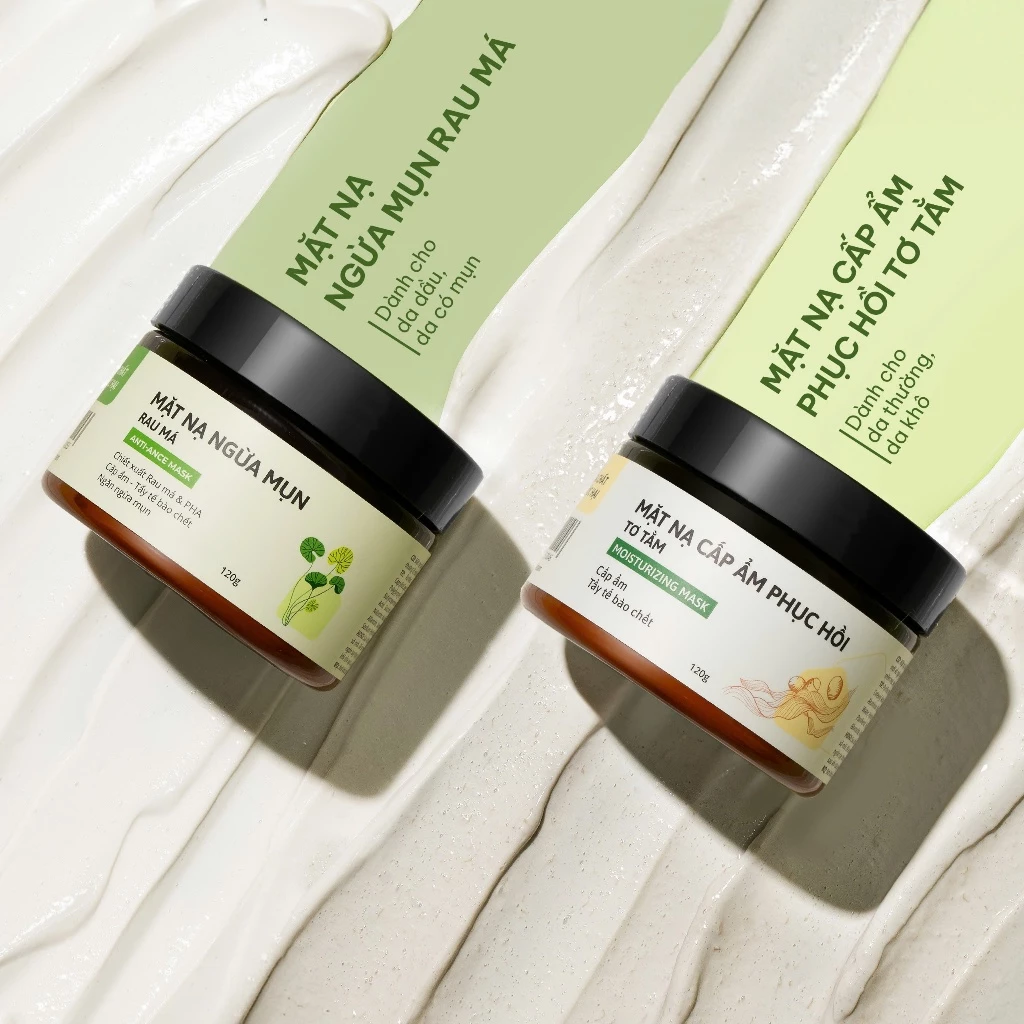 MẶT NẠ
NGỪA MỤN RAU MÁ
Dành cho
da dầu,
da có mụn
MẶT NẠ CẤP ẨM
PHỤC HỒI TƠ TẰM
Dành cho
da thường,
da khô
MẶT NẠ NGỪA MỤN
RAU MÁ
ANTI-ANCE MASK
Chiết xuất Rau má & PHA
Cấp ẩm - Tẩy tế bào chết
Ngăn ngừa mụn
120g
MẶT NẠ CẤP ẨM PHỤC HỒI
TƠ TẰM
MOISTURIZING MASK
Cấp ẩm
Tẩy tế bào chết
120g